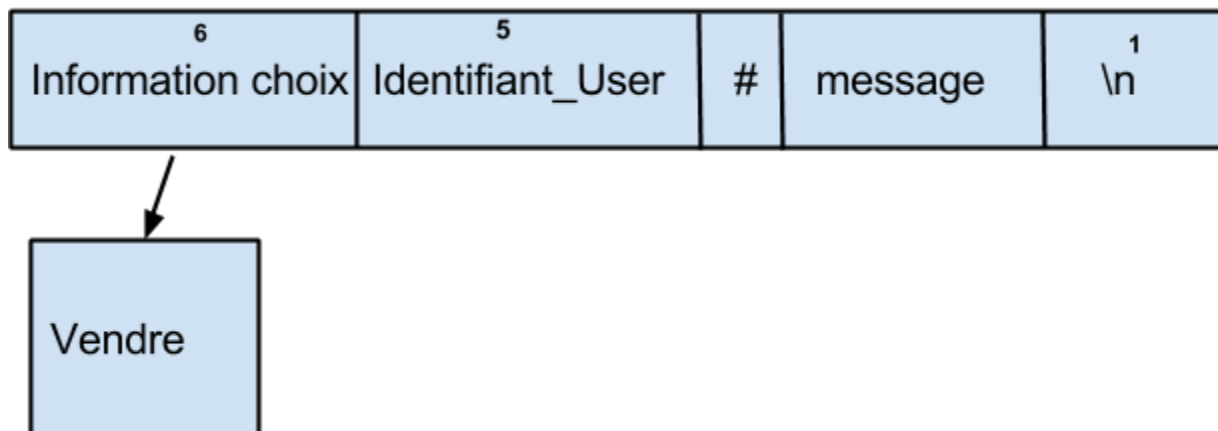 6 5 1
Information choix Identifiant_User # message \n
Vendre